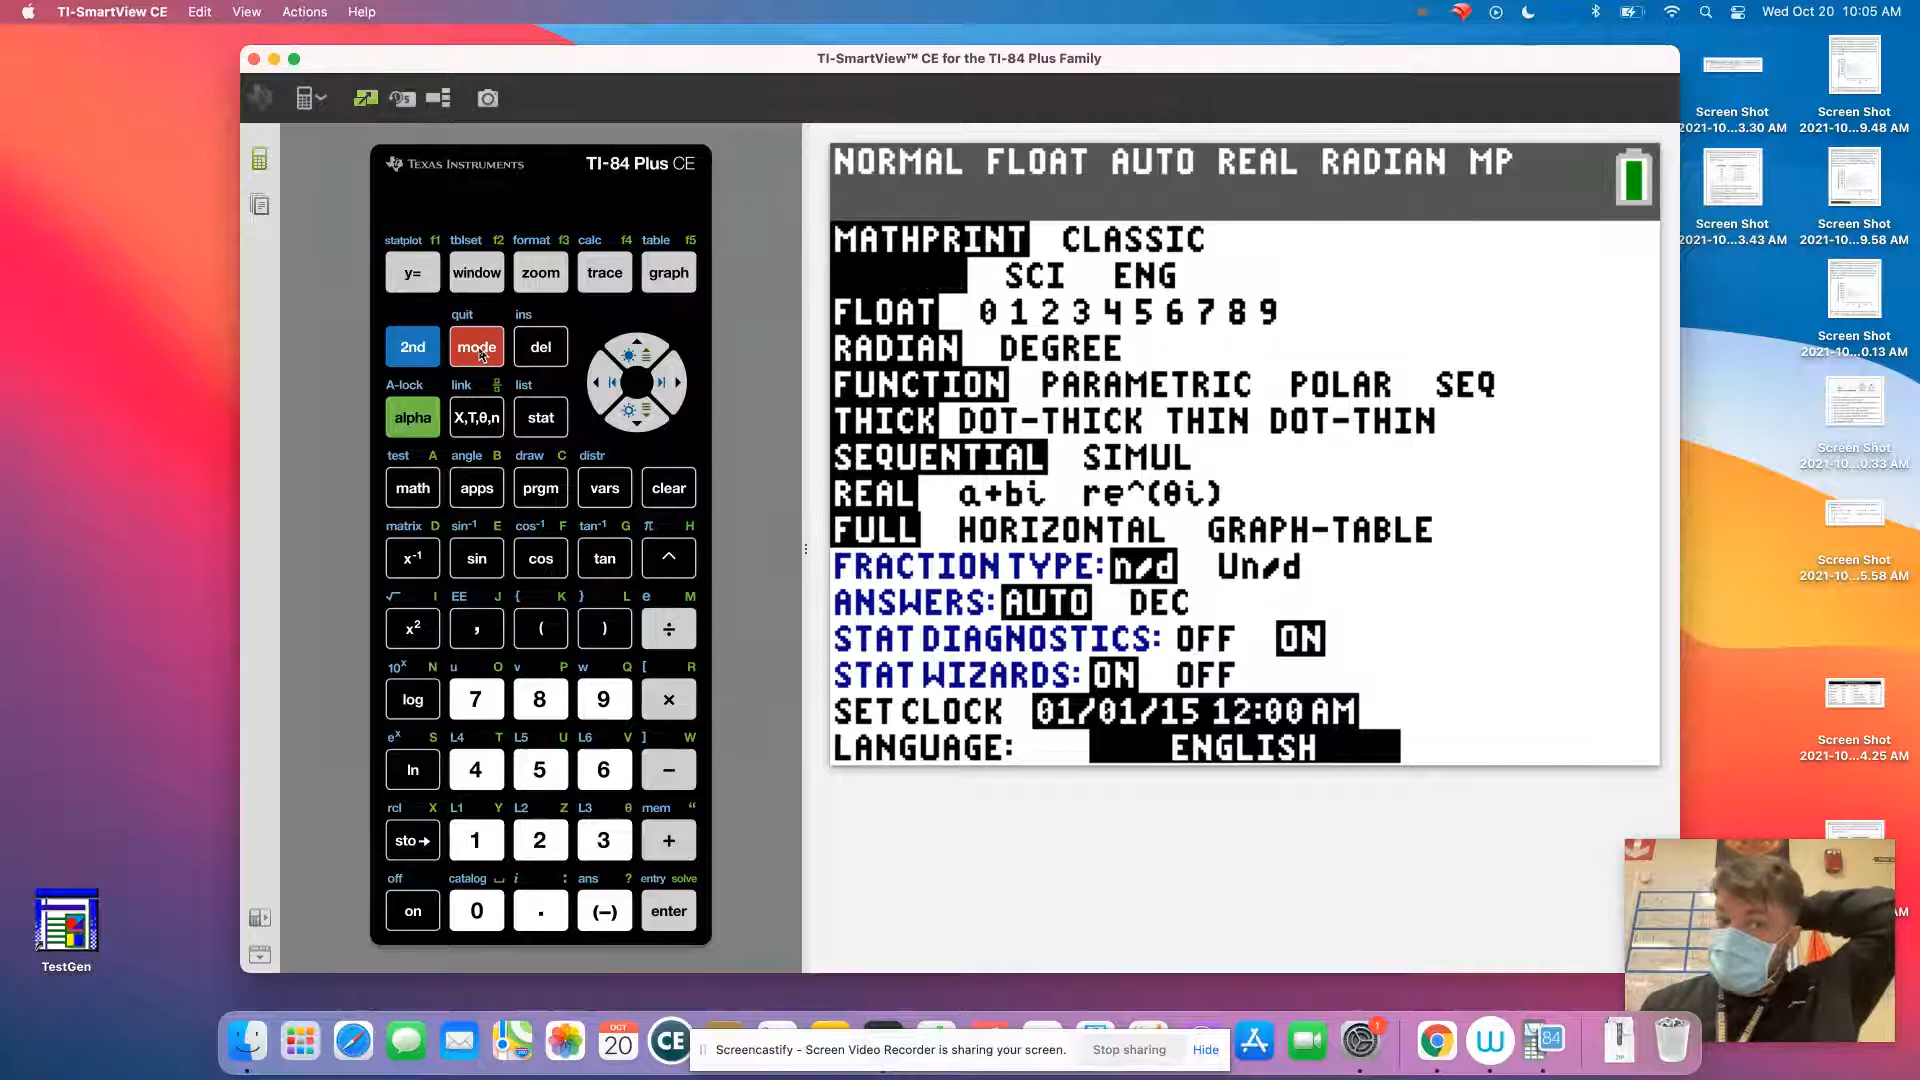 TI-SmartView CE Edit View Actions Help
Wed Oct 20 10:05 AM
TI-SmartView™ CE for the TI-84 Plus Family
TEXAS INSTRUMENTS TI-84 Plus CE
statplot f1 tblset f2 format f3 calc f4 table f5
y= window zoom trace graph
quit ins
2nd mode del
A-lock link list
alpha X,T,θ,n stat
test A angle B draw C distr
math apps prgm vars clear
matrix D sin⁻¹ E cos⁻¹ F tan⁻¹ G π H
x⁻¹ sin cos tan ^
√ I EE J { K } L e M
x² , ( ) ÷
10ˣ N u O v P w Q [ R
log 7 8 9 ×
eˣ S L4 T L5 U L6 V ] W
ln 4 5 6 −
rcl X L1 Y L2 Z L3 θ mem “
sto→ 1 2 3 +
off catalog i : ans ? entry solve
on 0 . (–) enter
NORMAL FLOAT AUTO REAL RADIAN MP
MATHPRINT CLASSIC
SCI ENG
FLOAT 0 1 2 3 4 5 6 7 8 9
RADIAN DEGREE
FUNCTION PARAMETRIC POLAR SEQ
THICK DOT-THICK THIN DOT-THIN
SEQUENTIAL SIMUL
REAL a+bi re^(θi)
FULL HORIZONTAL GRAPH-TABLE
FRACTION TYPE: n/d Un/d
ANSWERS: AUTO DEC
STAT DIAGNOSTICS: OFF ON
STAT WIZARDS: ON OFF
SET CLOCK 01/01/15 12:00 AM
LANGUAGE: ENGLISH
Screen Shot
2021-10...3.30 AM
Screen Shot
2021-10...9.48 AM
Screen Shot
2021-10...3.43 AM
Screen Shot
2021-10...9.58 AM
Screen Shot
2021-10...0.13 AM
Screen Shot
2021-10...0.33 AM
Screen Shot
2021-10...5.58 AM
Screen Shot
2021-10...4.25 AM
AM
TestGen
OCT
20
CE
1
84
ZIP
Screencastify - Screen Video Recorder is sharing your screen. Stop sharing Hide